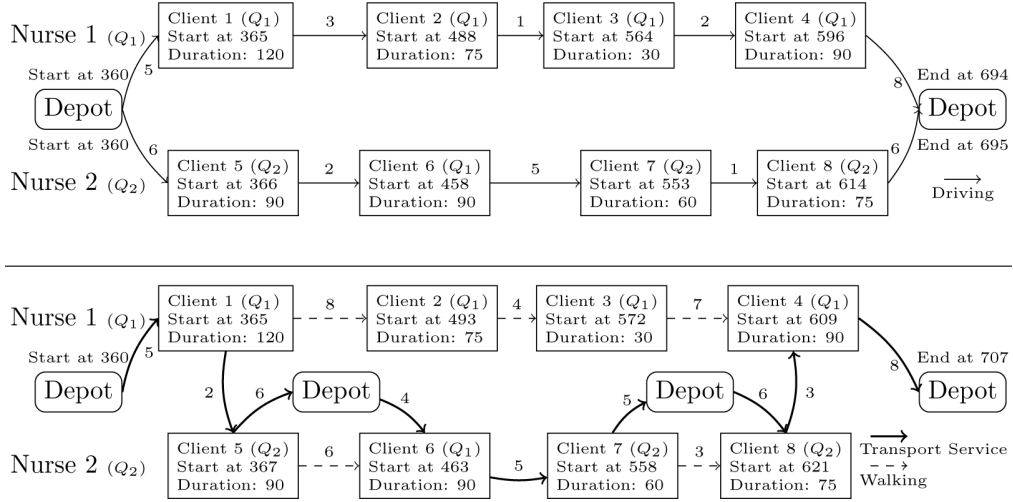 Nurse 1 (Q1)
Client 1 (Q1)
Start at 365
Duration: 120
3
Client 2 (Q1)
Start at 488
Duration: 75
1
Client 3 (Q1)
Start at 564
Duration: 30
2
Client 4 (Q1)
Start at 596
Duration: 90
Start at 360
5
8
End at 694
Depot
Depot
Start at 360
6
6
End at 695
Nurse 2 (Q2)
Client 5 (Q2)
Start at 366
Duration: 90
2
Client 6 (Q1)
Start at 458
Duration: 90
5
Client 7 (Q2)
Start at 553
Duration: 60
1
Client 8 (Q2)
Start at 614
Duration: 75
Driving
Nurse 1 (Q1)
Client 1 (Q1)
Start at 365
Duration: 120
8
Client 2 (Q1)
Start at 493
Duration: 75
4
Client 3 (Q1)
Start at 572
Duration: 30
7
Client 4 (Q1)
Start at 609
Duration: 90
Start at 360
5
8
End at 707
Depot
2
6
Depot
4
5
Depot
6
3
Depot
Nurse 2 (Q2)
Client 5 (Q2)
Start at 367
Duration: 90
6
Client 6 (Q1)
Start at 463
Duration: 90
5
Client 7 (Q2)
Start at 558
Duration: 60
3
Client 8 (Q2)
Start at 621
Duration: 75
Transport Service
Walking